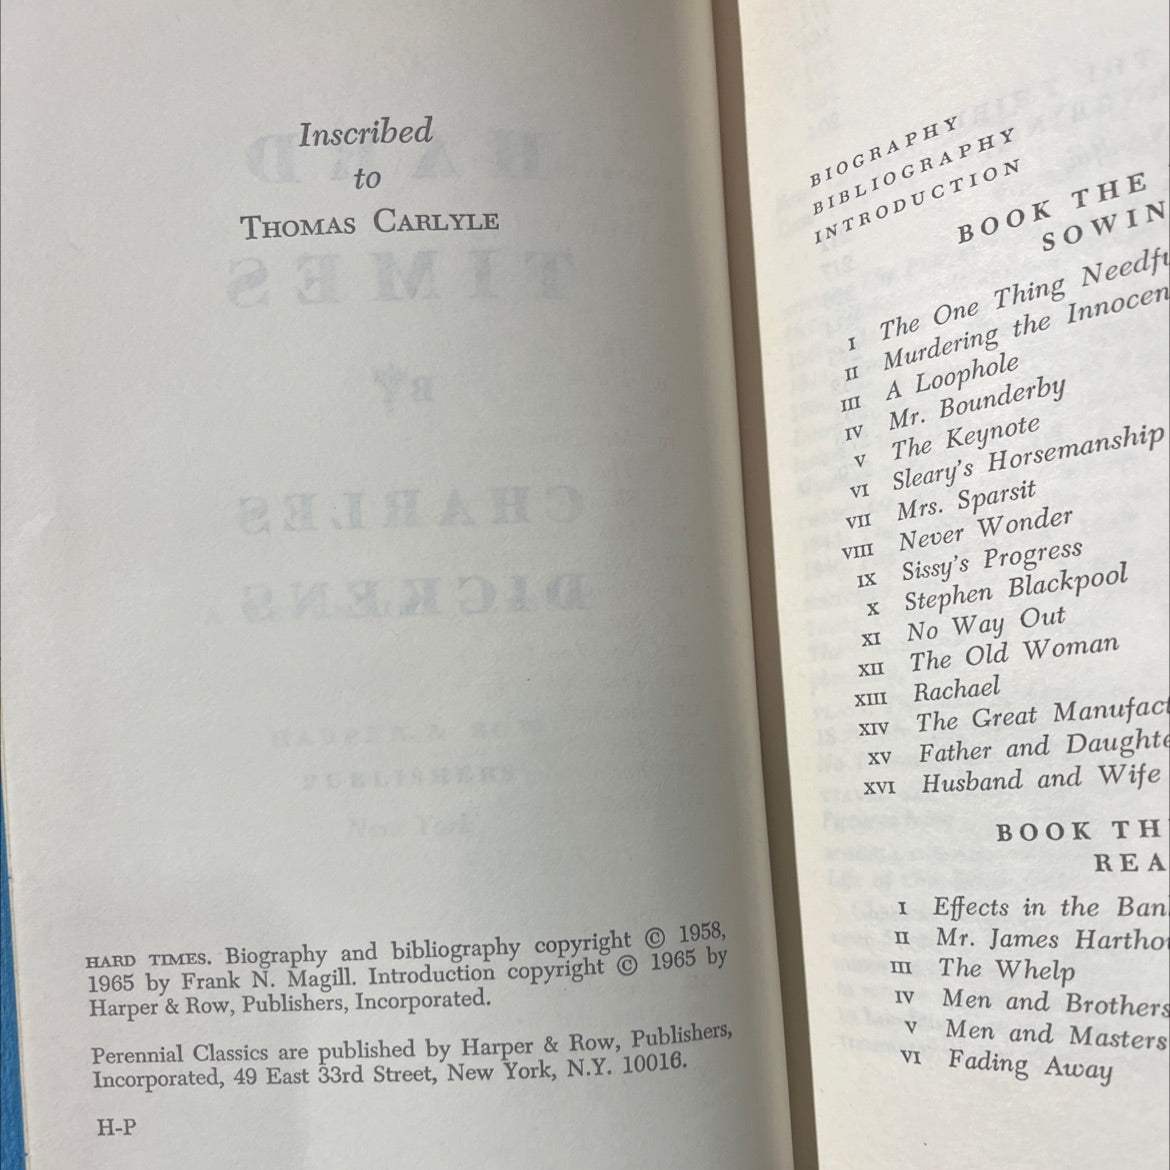 Inscribed
to
THOMAS CARLYLE
HARD TIMES. Biography and bibliography copyright © 1958,
1965 by Frank N. Magill. Introduction copyright © 1965 by
Harper & Row, Publishers, Incorporated.
Perennial Classics are published by Harper & Row, Publishers,
Incorporated, 49 East 33rd Street, New York, N.Y. 10016.
H-P
BIOGRAPHY
BIBLIOGRAPHY
INTRODUCTION
BOOK THE
SOWIN
I The One Thing Needfu
II Murdering the Innocen
III A Loophole
IV Mr. Bounderby
V The Keynote
VI Sleary's Horsemanship
VII Mrs. Sparsit
VIII Never Wonder
IX Sissy's Progress
X Stephen Blackpool
XI No Way Out
XII The Old Woman
XIII Rachael
XIV The Great Manufact
XV Father and Daughte
XVI Husband and Wife
BOOK TH
REA
I Effects in the Ban
II Mr. James Hartho
III The Whelp
IV Men and Brothers
V Men and Masters
VI Fading Away